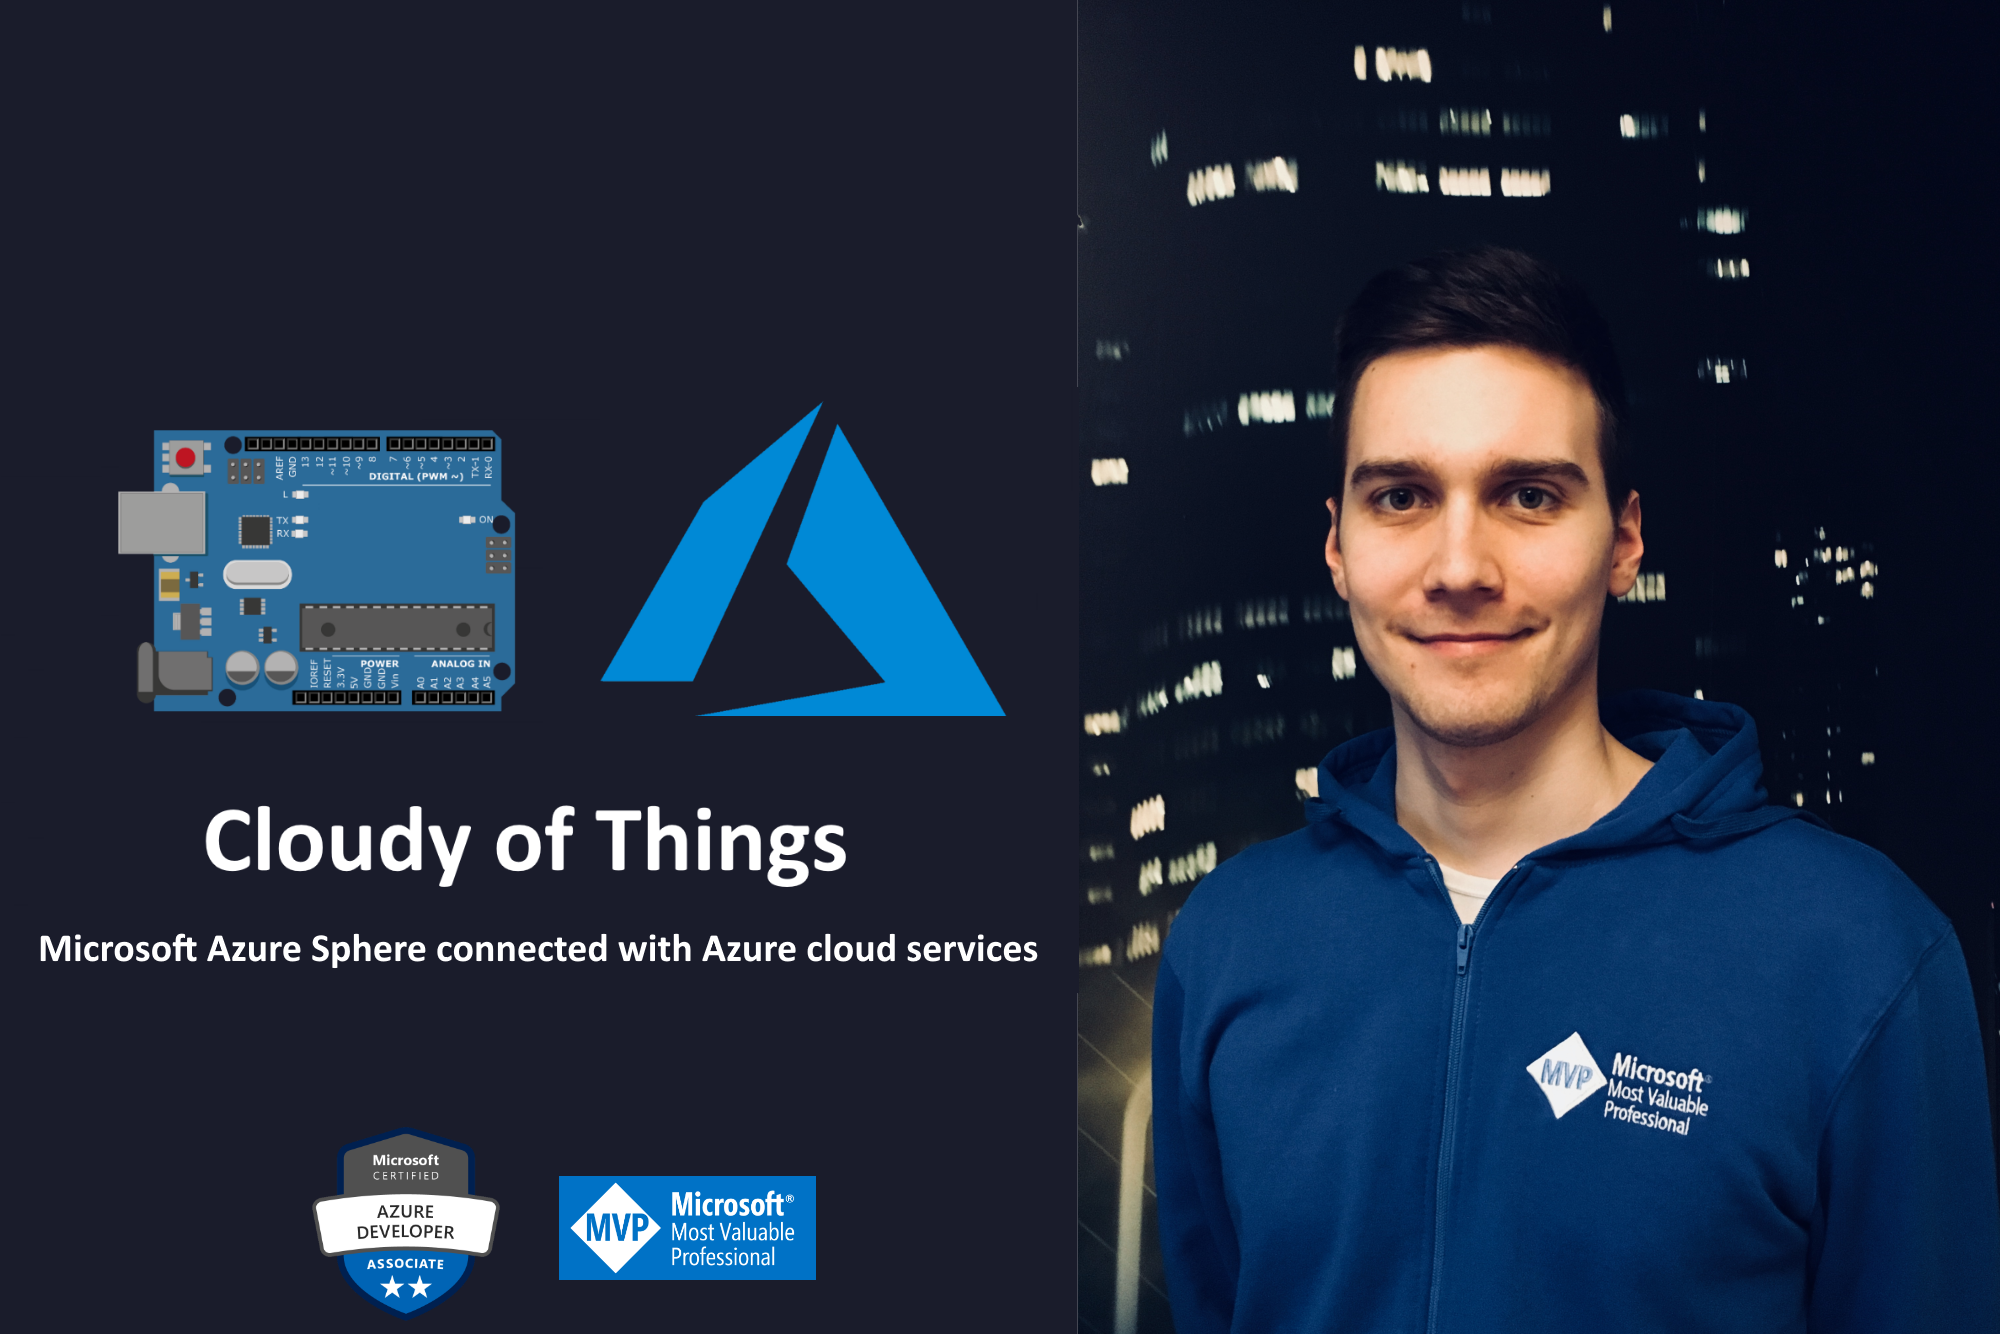 AREF
GND
13
12
~11
~10
~9
8
7
~6
~5
4
~3
2
TX-1
RX-0
DIGITAL (PWM ~)
L
TX
RX
ON
POWER
ANALOG IN
IOREF
RESET
3.3V
5V
GND
GND
Vin
A0
A1
A2
A3
A4
A5
Cloudy of Things
Microsoft Azure Sphere connected with Azure cloud services
Microsoft
CERTIFIED
AZURE
DEVELOPER
ASSOCIATE
MVP
Microsoft®
Most Valuable
Professional
MVP
Microsoft®
Most Valuable
Professional